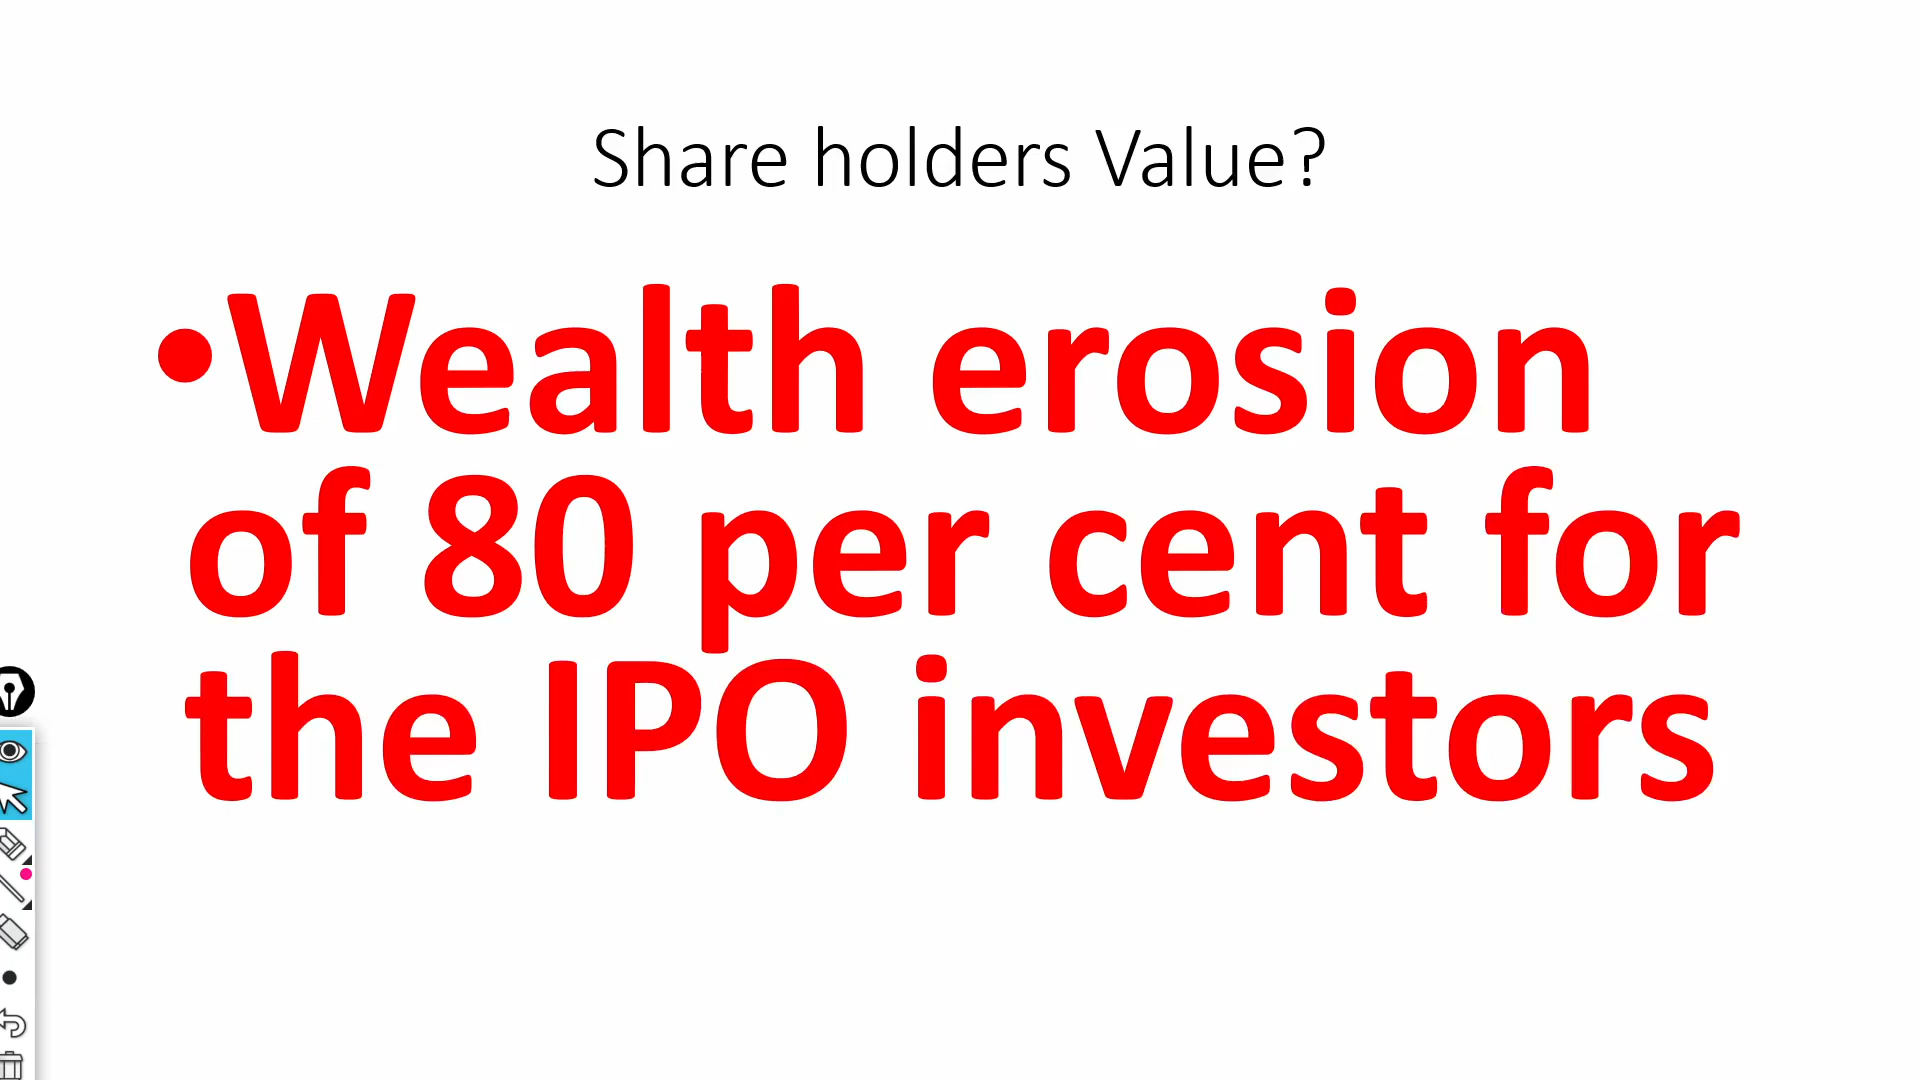 Share holders Value?
•Wealth erosion
of 80 per cent for
the IPO investors